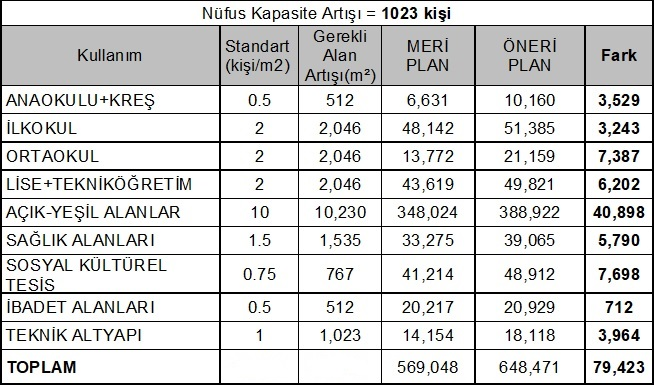 Nüfus Kapasite Artışı = 1023 kişi
Kullanım Standart (kişi/m2) Gerekli Alan Artışı(m²) MERİ PLAN ÖNERİ PLAN Fark
ANAOKULU+KREŞ 0.5 512 6,631 10,160 3,529
İLKOKUL 2 2,046 48,142 51,385 3,243
ORTAOKUL 2 2,046 13,772 21,159 7,387
LİSE+TEKNİKÖĞRETİM 2 2,046 43,619 49,821 6,202
AÇIK-YEŞİL ALANLAR 10 10,230 348,024 388,922 40,898
SAĞLIK ALANLARI 1.5 1,535 33,275 39,065 5,790
SOSYAL KÜLTÜREL TESİS 0.75 767 41,214 48,912 7,698
İBADET ALANLARI 0.5 512 20,217 20,929 712
TEKNİK ALTYAPI 1 1,023 14,154 18,118 3,964
TOPLAM 569,048 648,471 79,423